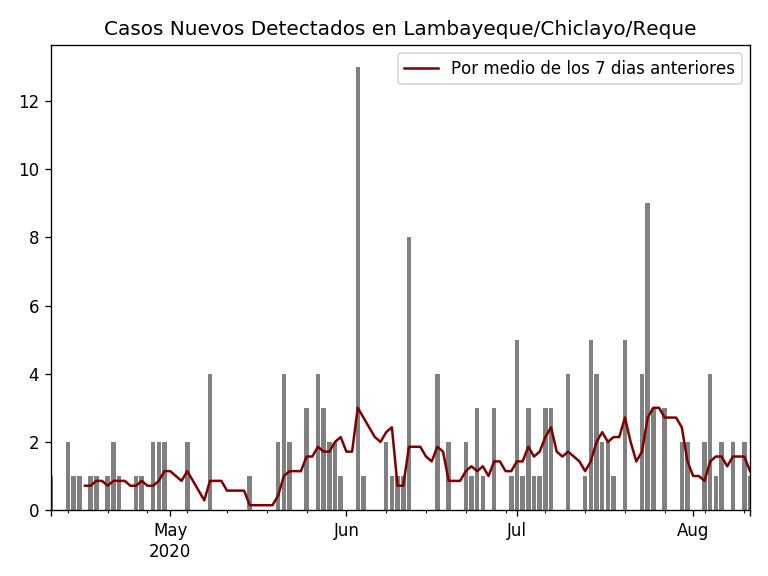 Casos Nuevos Detectados en Lambayeque/Chiclayo/Reque
Por medio de los 7 dias anteriores
12
10
8
6
4
2
0
May
2020
Jun
Jul
Aug